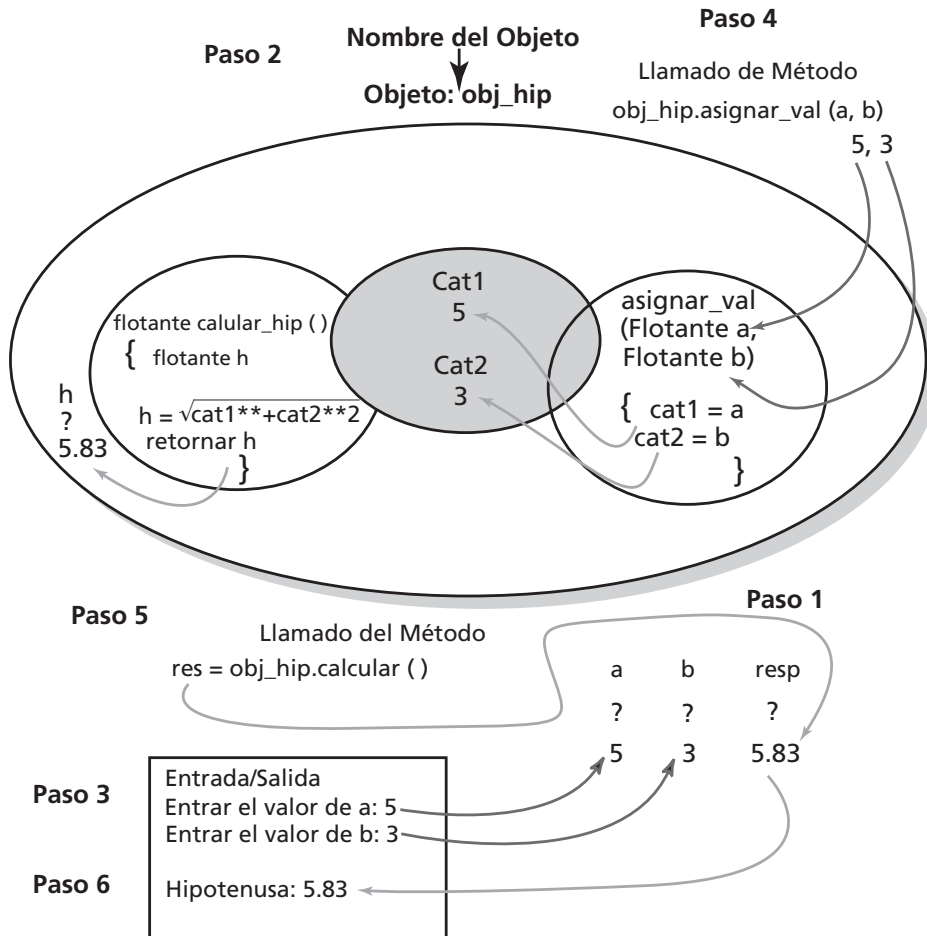 Paso 4
Nombre del Objeto
Paso 2
Llamado de Método
Objeto: obj_hip
obj_hip.asignar_val (a, b)
5, 3
Cat1
5
Cat2
3
asignar_val
(Flotante a,
Flotante b)
{ cat1 = a
cat2 = b
}
flotante calular_hip ( )
{ flotante h
h = √cat1**+cat2**2
retornar h
}
h
?
5.83
Paso 5
Paso 1
Llamado del Método
res = obj_hip.calcular ( )
a b resp
? ? ?
5 3 5.83
Paso 3
Entrada/Salida
Entrar el valor de a: 5
Entrar el valor de b: 3
Paso 6
Hipotenusa: 5.83